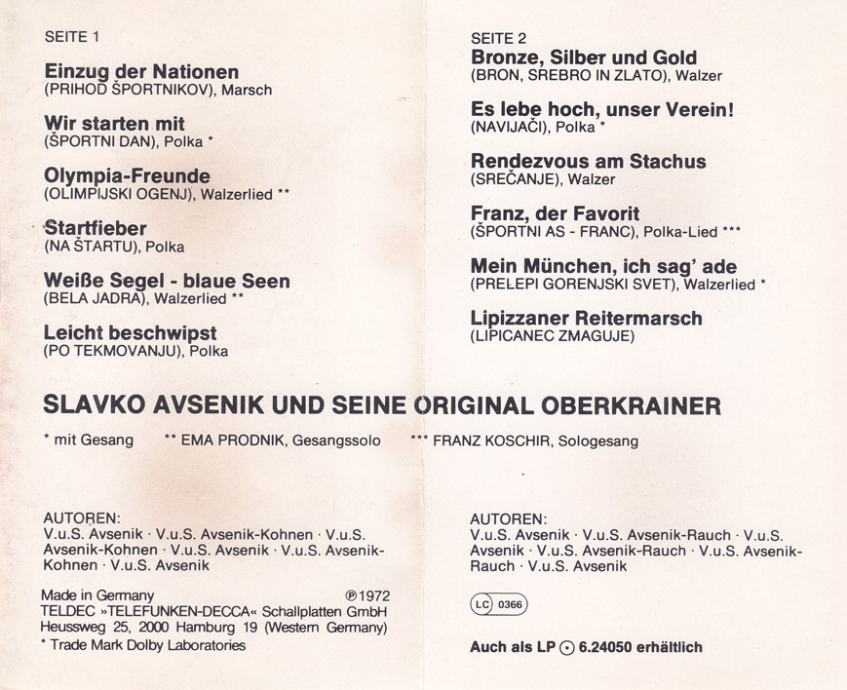 SEITE 1
Einzug der Nationen
(PRIHOD ŠPORTNIKOV), Marsch
Wir starten mit
(ŠPORTNI DAN), Polka *
Olympia-Freunde
(OLIMPIJSKI OGENJ), Walzerlied **
Startfieber
(NA ŠTARTU), Polka
Weiße Segel - blaue Seen
(BELA JADRA), Walzerlied **
Leicht beschwipst
(PO TEKMOVANJU), Polka
SEITE 2
Bronze, Silber und Gold
(BRON, SREBRO IN ZLATO), Walzer
Es lebe hoch, unser Verein!
(NAVIJAČI), Polka *
Rendezvous am Stachus
(SREČANJE), Walzer
Franz, der Favorit
(ŠPORTNI AS - FRANC), Polka-Lied ***
Mein München, ich sag' ade
(PRELEPI GORENJSKI SVET), Walzerlied *
Lipizzaner Reitermarsch
(LIPICANEC ZMAGUJE)
SLAVKO AVSENIK UND SEINE ORIGINAL OBERKRAINER
* mit Gesang ** EMA PRODNIK, Gesangssolo *** FRANZ KOSCHIR, Sologesang
AUTOREN:
V.u.S. Avsenik · V.u.S. Avsenik-Kohnen · V.u.S.
Avsenik-Kohnen · V.u.S. Avsenik · V.u.S. Avsenik-
Kohnen · V.u.S. Avsenik
Made in Germany ℗1972
TELDEC »TELEFUNKEN-DECCA« Schallplatten GmbH
Heussweg 25, 2000 Hamburg 19 (Western Germany)
* Trade Mark Dolby Laboratories
AUTOREN:
V.u.S. Avsenik · V.u.S. Avsenik-Rauch · V.u.S.
Avsenik · V.u.S. Avsenik-Rauch · V.u.S. Avsenik-
Rauch · V.u.S. Avsenik
LC 0366
Auch als LP ⊙ 6.24050 erhältlich